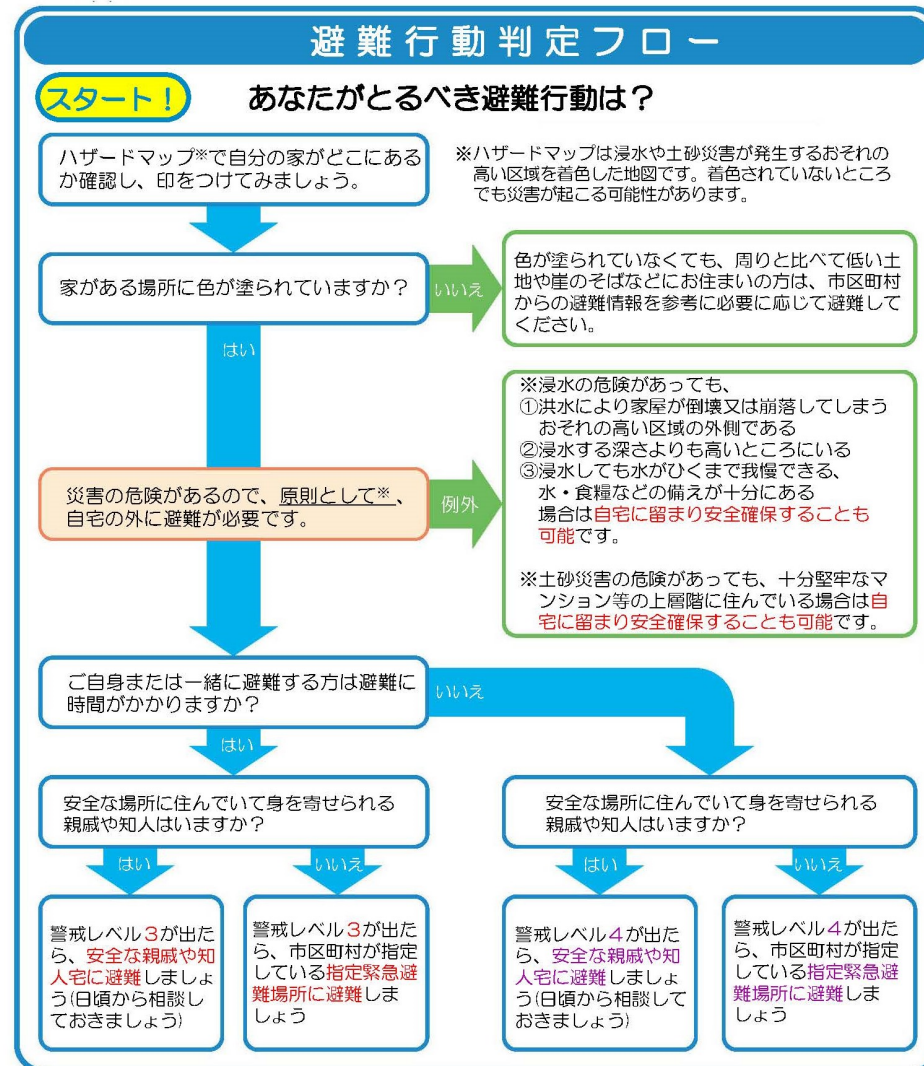 避難行動判定フロー
スタート！
あなたがとるべき避難行動は？
ハザードマップ※で自分の家がどこにある
か確認し、印をつけてみましょう。
※ハザードマップは浸水や土砂災害が発生するおそれの
高い区域を着色した地図です。着色されていないところ
でも災害が起こる可能性があります。
家がある場所に色が塗られていますか？
いいえ
色が塗られていなくても、周りと比べて低い土
地や崖のそばなどにお住まいの方は、市区町村
からの避難情報を参考に必要に応じて避難して
ください。
はい
災害の危険があるので、原則として※、
自宅の外に避難が必要です。
例外
※浸水の危険があっても、
①洪水により家屋が倒壊又は崩落してしまう
おそれの高い区域の外側である
②浸水する深さよりも高いところにいる
③浸水しても水がひくまで我慢できる、
水・食糧などの備えが十分にある
場合は自宅に留まり安全確保することも
可能です。
※土砂災害の危険があっても、十分堅牢なマ
ンション等の上層階に住んでいる場合は自
宅に留まり安全確保することも可能です。
ご自身または一緒に避難する方は避難に
時間がかかりますか？
いいえ
はい
安全な場所に住んでいて身を寄せられる
親戚や知人はいますか？
はい
いいえ
警戒レベル３が出た
ら、安全な親戚や知
人宅に避難しましょ
う(日頃から相談し
ておきましょう)
警戒レベル３が出た
ら、市区町村が指定
している指定緊急避
難場所に避難しま
しょう
安全な場所に住んでいて身を寄せられる
親戚や知人はいますか？
はい
いいえ
警戒レベル４が出た
ら、安全な親戚や知
人宅に避難しましょ
う(日頃から相談して
おきましょう)
警戒レベル４が出た
ら、市区町村が指定
している指定緊急避
難場所に避難しま
しょう